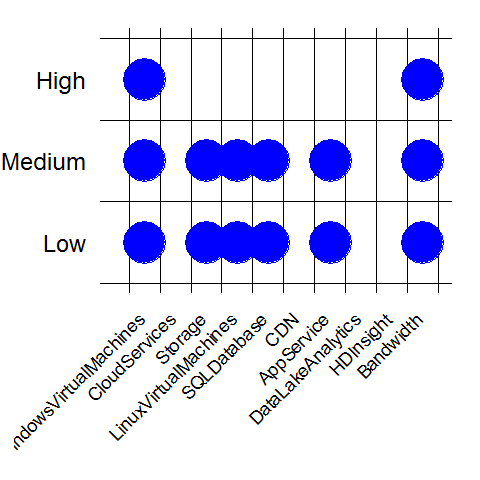 High
Medium
Low
ndowsVirtualMachines
CloudServices
Storage
LinuxVirtualMachines
SQLDatabase
CDN
AppService
DataLakeAnalytics
HDInsight
Bandwidth